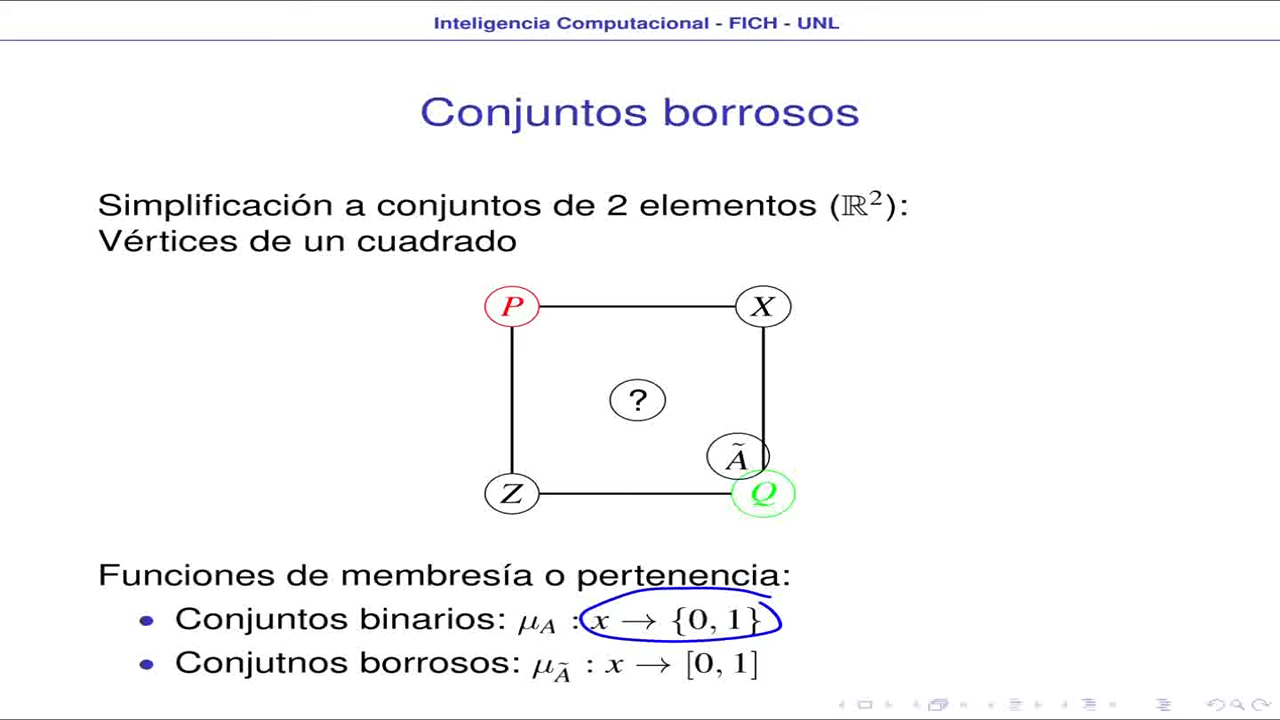 Inteligencia Computacional - FICH - UNL
Conjuntos borrosos
Simplificación a conjuntos de 2 elementos (ℝ²):
Vértices de un cuadrado
P
X
?
Ã
Z
Q
Funciones de membresía o pertenencia:
• Conjuntos binarios: μ_A : x → {0, 1}
• Conjutnos borrosos: μ_Ã : x → [0, 1]